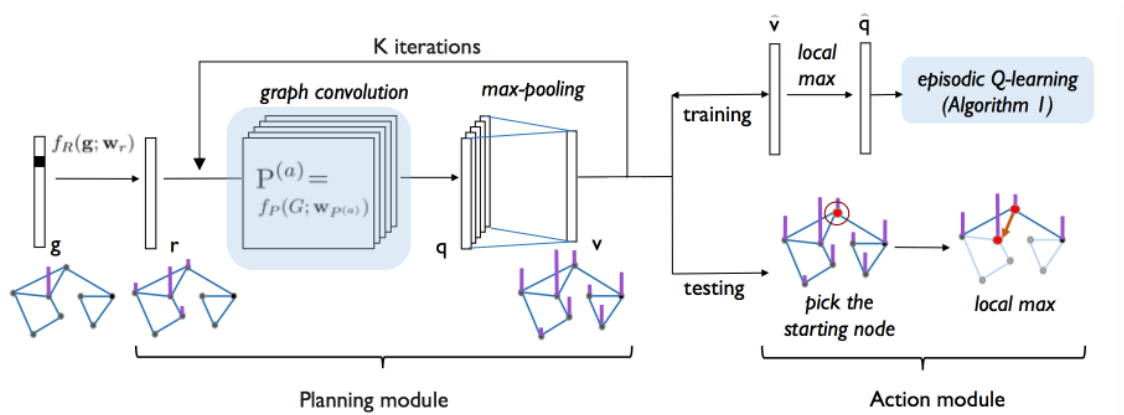 K iterations
graph convolution
max-pooling
f_R(g; w_r)
P^{(a)} =
f_P(G; w_{P^{(a)}})
g
r
q
v
Planning module
training
testing
v̂
local
max
q̂
episodic Q-learning
(Algorithm 1)
pick the
starting node
local max
Action module